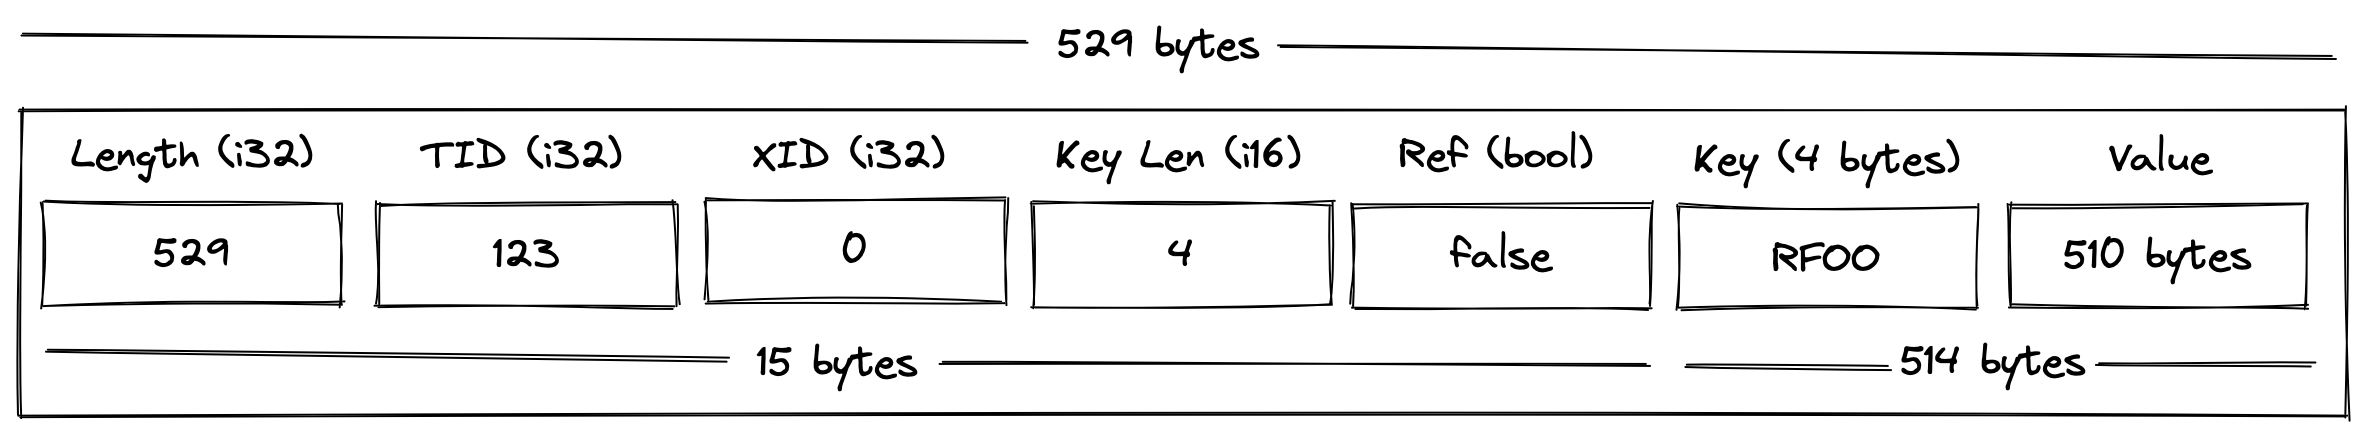 529 bytes
Length (i32) TID (i32) XID (i32) Key Len (i16) Ref (bool) Key (4 bytes) Value
529 123 0 4 false RF00 510 bytes
15 bytes 514 bytes